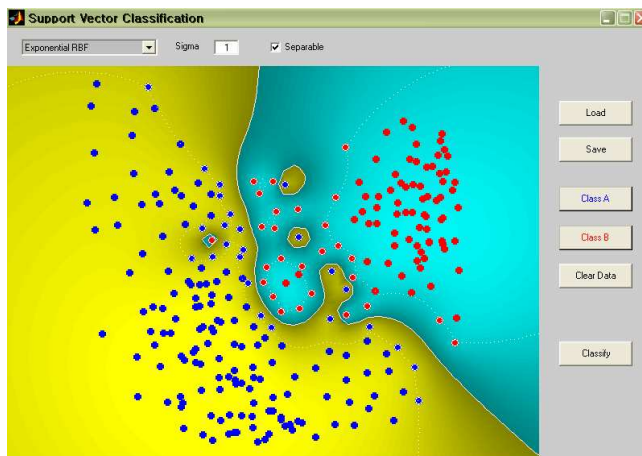 Support Vector Classification
Exponential RBF Sigma 1 Separable
Load
Save
Class A
Class B
Clear Data
Classify